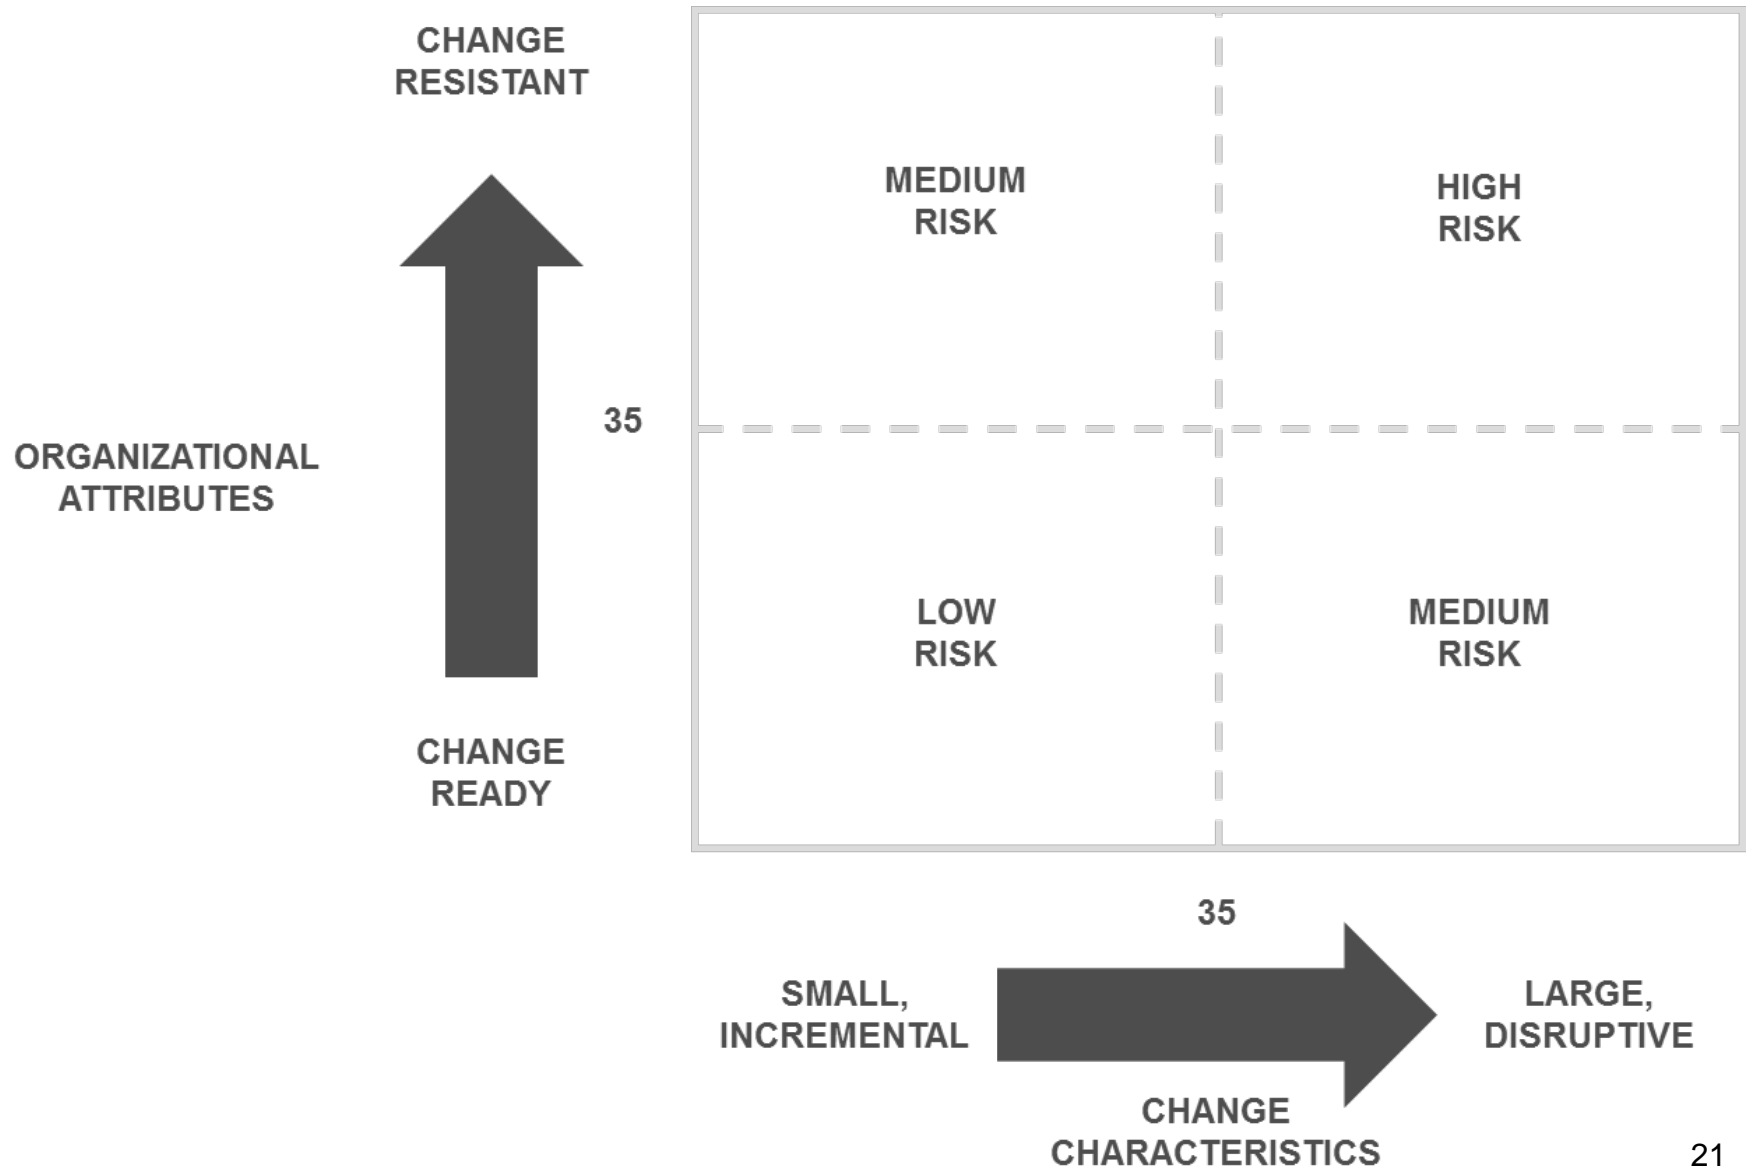 CHANGE
RESISTANT
MEDIUM
RISK
HIGH
RISK
35
ORGANIZATIONAL
ATTRIBUTES
LOW
RISK
MEDIUM
RISK
CHANGE
READY
35
SMALL,
INCREMENTAL
LARGE,
DISRUPTIVE
CHANGE
CHARACTERISTICS
21